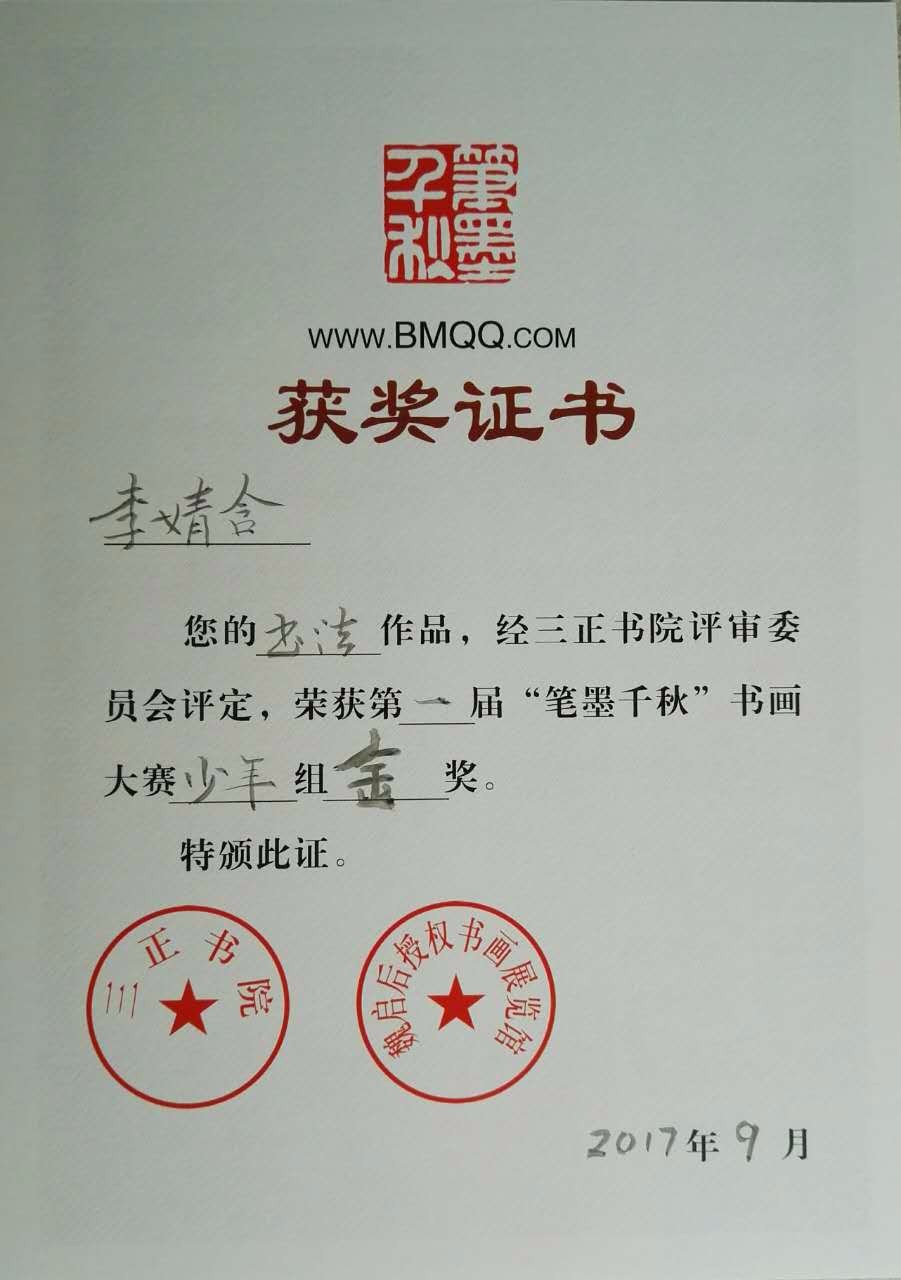 笔墨千秋
WWW.BMQQ.COM
获奖证书
李婧含
您的书法作品，经三正书院评审委
员会评定，荣获第一届“笔墨千秋”书画
大赛少年组金奖。
特颁此证。
三正书院
魏启后授权书画展览馆
2017年9月